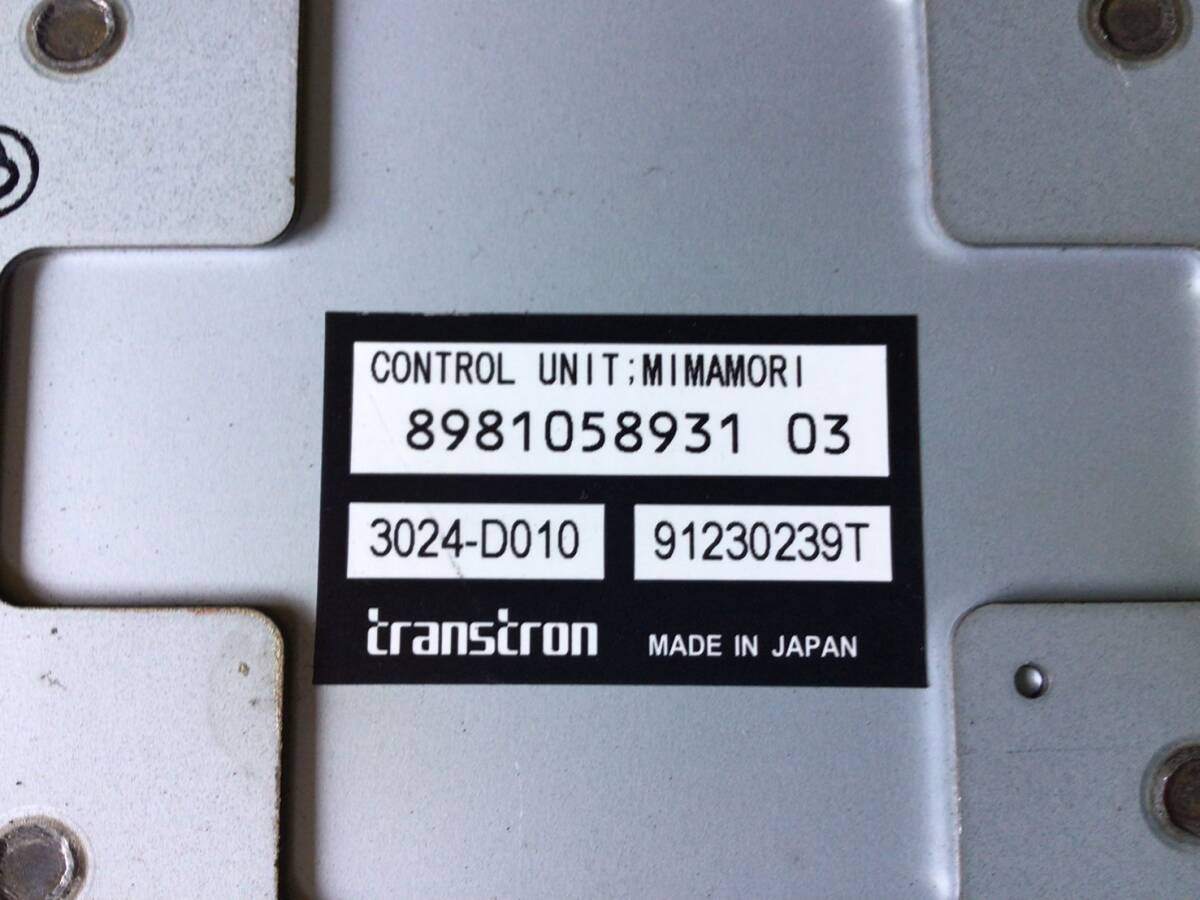 CONTROL UNIT;MIMAMORI
8981058931 03
3024-D010 91230239T
transtron MADE IN JAPAN